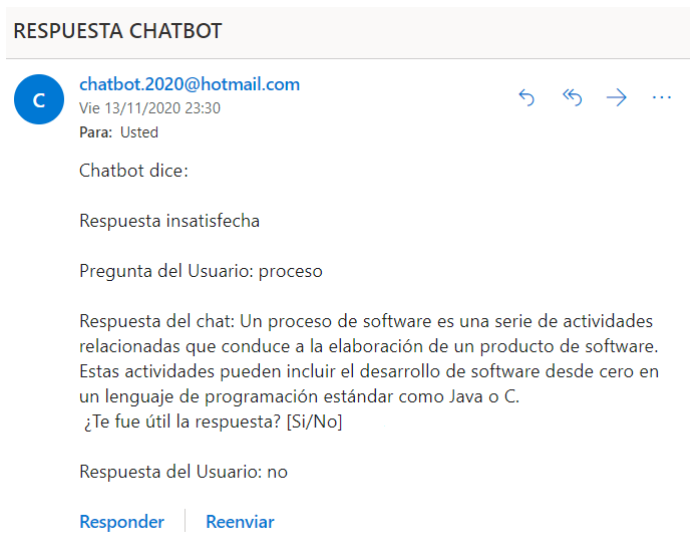 RESPUESTA CHATBOT
C
chatbot.2020@hotmail.com
Vie 13/11/2020 23:30
Para: Usted
Chatbot dice:
Respuesta insatisfecha
Pregunta del Usuario: proceso
Respuesta del chat: Un proceso de software es una serie de actividades
relacionadas que conduce a la elaboración de un producto de software.
Estas actividades pueden incluir el desarrollo de software desde cero en
un lenguaje de programación estándar como Java o C.
¿Te fue útil la respuesta? [Si/No]
Respuesta del Usuario: no
Responder
Reenviar